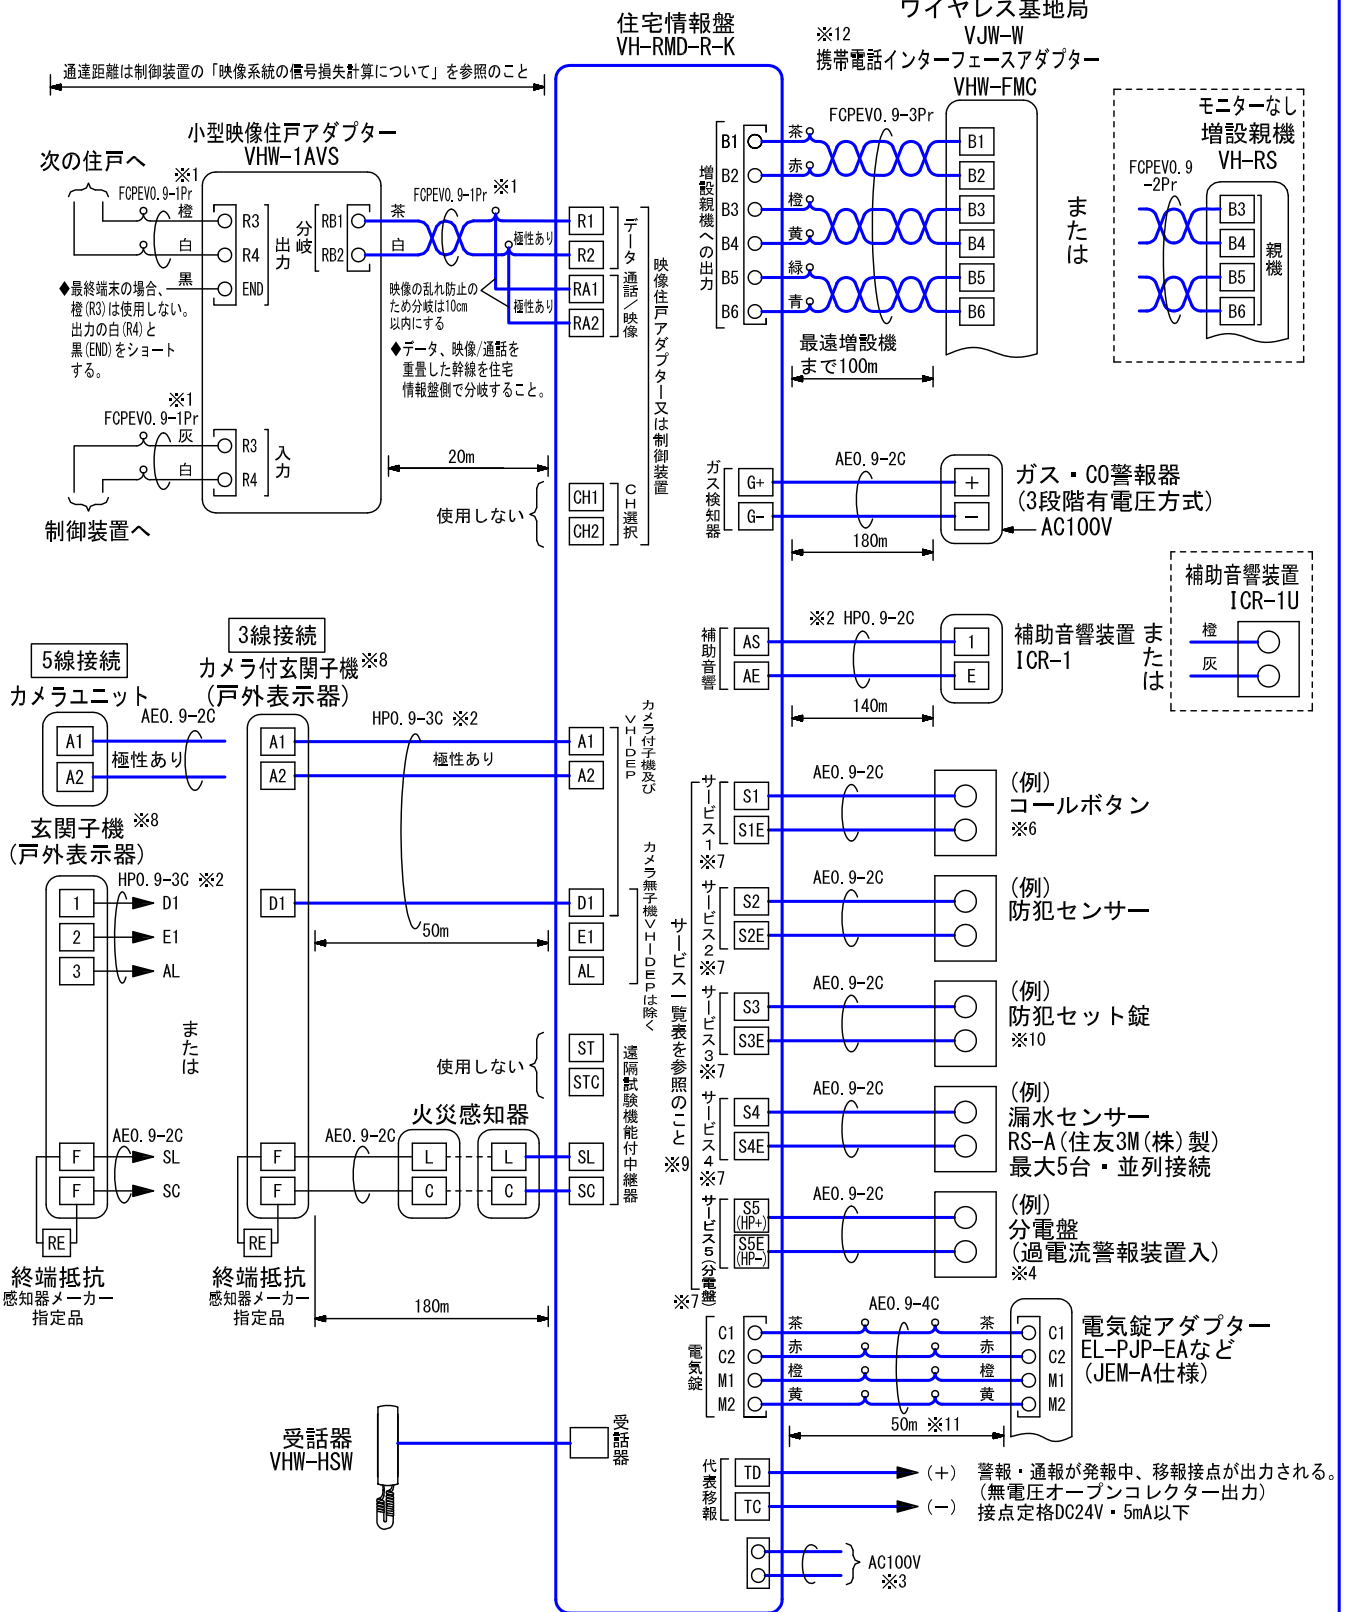 ワイヤレス基地局
VJW-W
※12
携帯電話インターフェースアダプター
VHW-FMC
住宅情報盤
VH-RMD-R-K
通達距離は制御装置の「映像系統の信号損失計算について」を参照のこと
小型映像住戸アダプター
VHW-1AVS
次の住戸へ
※1
FCPEV0.9-1Pr
橙
白
黒
R3
R4
END
出力
分岐
RB1
RB2
茶
白
FCPEV0.9-1Pr
※1
極性あり
極性あり
映像の乱れ防止の
ため分岐は10cm
以内にする
◆データ、映像/通話を
重畳した幹線を住宅
情報盤側で分岐すること。
◆最終端末の場合、
橙(R3)は使用しない。
出力の白(R4)と
黒(END)をショート
する。
※1
FCPEV0.9-1Pr
灰
白
R3
R4
入力
制御装置へ
20m
使用しない
R1
R2
RA1
RA2
データ
通話/映像
CH1
CH2
CH選択
映像住戸アダプター又は制御装置
増設親機への出力
B1
B2
B3
B4
B5
B6
茶
赤
橙
黄
緑
青
FCPEV0.9-3Pr
B1
B2
B3
B4
B5
B6
最遠増設機
まで100m
または
モニターなし
増設親機
VH-RS
FCPEV0.9
-2Pr
B3
B4
B5
B6
親機
ガス検知器
G+
G-
AE0.9-2C
+
-
180m
ガス・CO警報器
(3段階有電圧方式)
AC100V
補助音響
AS
AE
※2 HP0.9-2C
1
E
140m
補助音響装置
ICR-1
または
補助音響装置
ICR-1U
橙
灰
5線接続
カメラユニット
A1
A2
AE0.9-2C
極性あり
玄関子機 ※8
(戸外表示器)
HP0.9-3C ※2
1
2
3
D1
E1
AL
または
AE0.9-2C
F
F
SL
SC
RE
終端抵抗
感知器メーカー
指定品
3線接続
カメラ付玄関子機※8
(戸外表示器)
HP0.9-3C ※2
A1
A2
極性あり
D1
50m
A1
A2
D1
E1
AL
カメラ付子機及び
VHIDEP
カメラ無子機VHIDEPは除く
使用しない
ST
STC
SL
SC
遠隔試験機能付中継器
火災感知器
AE0.9-2C
F
F
L
C
L
C
RE
終端抵抗
感知器メーカー
指定品
180m
サービス一覧表を参照のこと
※9
サービス1
※7
S1
S1E
AE0.9-2C
(例)
コールボタン
※6
サービス2
※7
S2
S2E
AE0.9-2C
(例)
防犯センサー
サービス3
※7
S3
S3E
AE0.9-2C
(例)
防犯セット錠
※10
サービス4
※7
S4
S4E
AE0.9-2C
(例)
漏水センサー
RS-A(住友3M(株)製)
最大5台・並列接続
サービス5(分電盤)
※7
S5
(HP+)
S5E
(HP-)
AE0.9-2C
(例)
分電盤
(過電流警報装置入)
※4
電気錠
C1
C2
M1
M2
茶
赤
橙
黄
AE0.9-4C
茶
赤
橙
黄
C1
C2
M1
M2
50m ※11
電気錠アダプター
EL-PJP-EAなど
(JEM-A仕様)
受話器
VHW-HSW
受話器
代表移報
TD
TC
(+)
(-)
警報・通報が発報中、移報接点が出力される。
(無電圧オープンコレクター出力)
接点定格DC24V・5mA以下
AC100V
※3